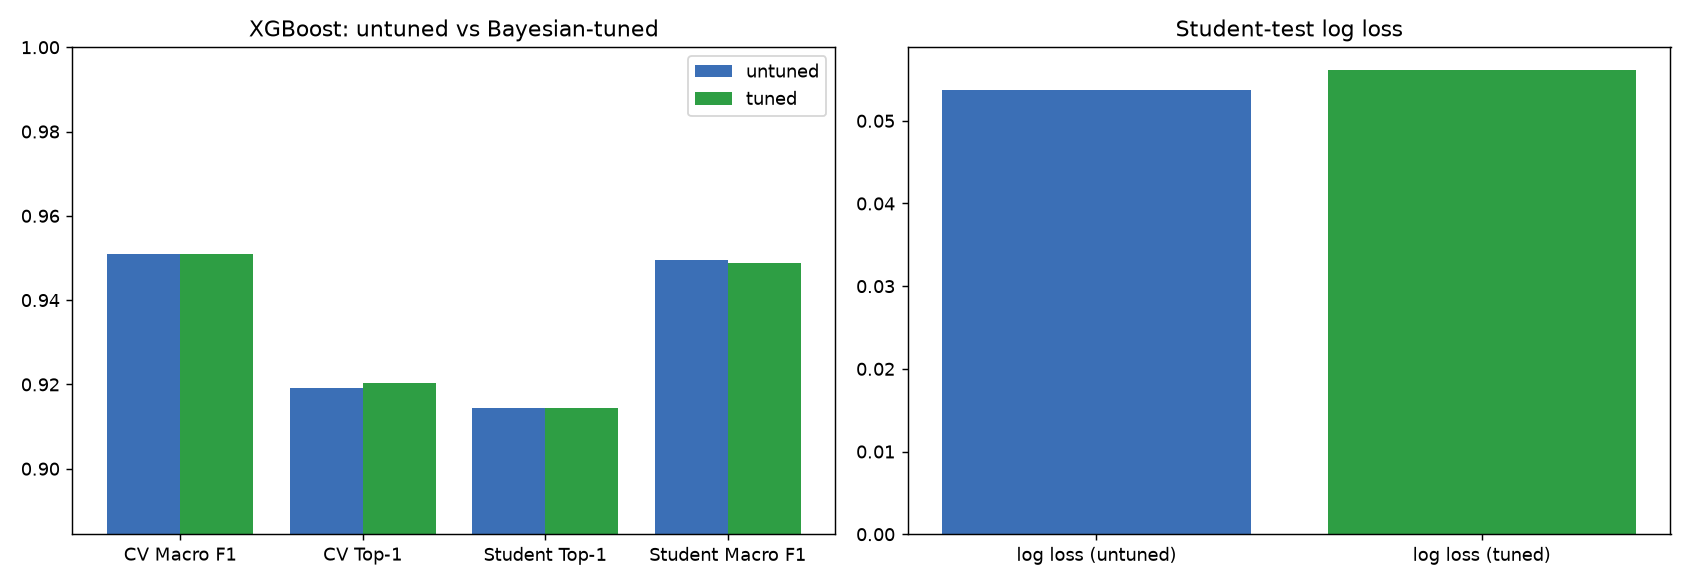 XGBoost: untuned vs Bayesian-tuned
untuned
tuned
1.00
0.98
0.96
0.94
0.92
0.90
CV Macro F1
CV Top-1
Student Top-1
Student Macro F1
Student-test log loss
0.05
0.04
0.03
0.02
0.01
0.00
log loss (untuned)
log loss (tuned)